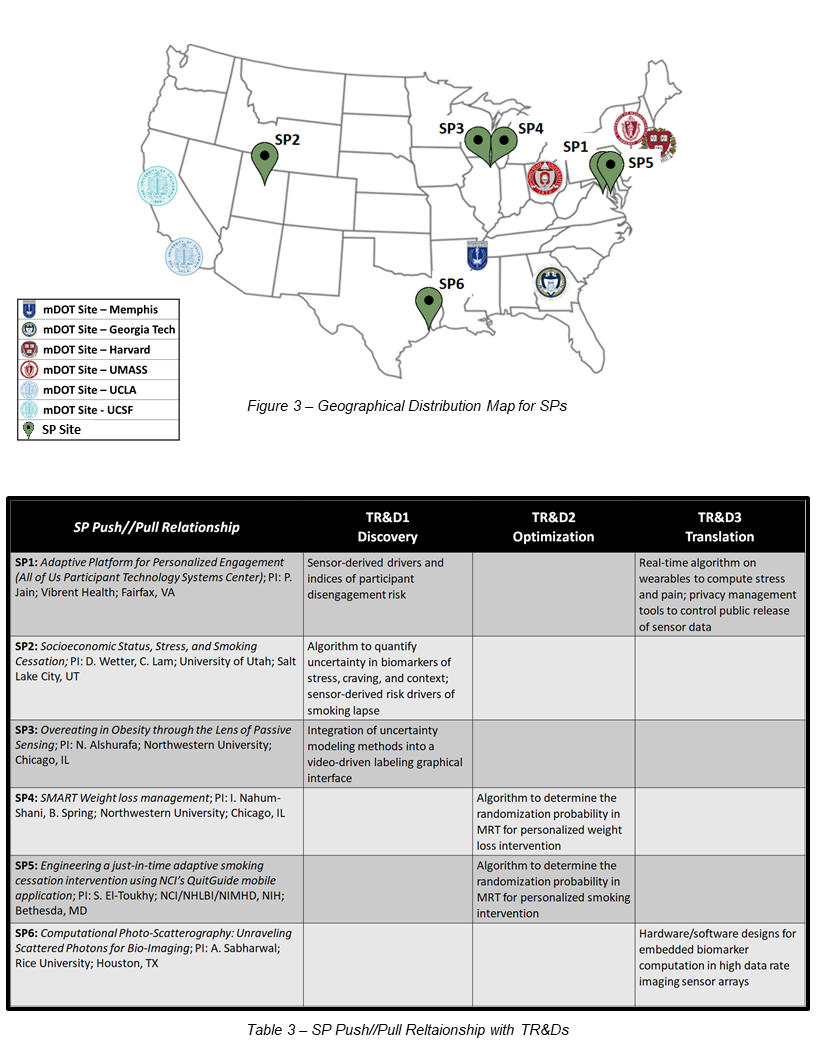 SP3
SP4
SP2
SP1
SP5
SP6
mDOT Site – Memphis
mDOT Site – Georgia Tech
mDOT Site – Harvard
mDOT Site – UMASS
mDOT Site – UCLA
mDOT Site - UCSF
SP Site
Figure 3 – Geographical Distribution Map for SPs
SP Push//Pull Relationship
TR&D1
Discovery
TR&D2
Optimization
TR&D3
Translation
SP1: Adaptive Platform for Personalized Engagement
(All of Us Participant Technology Systems Center); PI: P.
Jain; Vibrent Health; Fairfax, VA
Sensor-derived drivers and
indices of participant
disengagement risk
Real-time algorithm on
wearables to compute stress
and pain; privacy management
tools to control public release
of sensor data
SP2: Socioeconomic Status, Stress, and Smoking
Cessation; PI: D. Wetter, C. Lam; University of Utah; Salt
Lake City, UT
Algorithm to quantify
uncertainty in biomarkers of
stress, craving, and context;
sensor-derived risk drivers of
smoking lapse
SP3: Overeating in Obesity through the Lens of Passive
Sensing; PI: N. Alshurafa; Northwestern University;
Chicago, IL
Integration of uncertainty
modeling methods into a
video-driven labeling graphical
interface
SP4: SMART Weight loss management; PI: I. Nahum-
Shani, B. Spring; Northwestern University; Chicago, IL
Algorithm to determine the
randomization probability in
MRT for personalized weight
loss intervention
SP5: Engineering a just-in-time adaptive smoking
cessation intervention using NCI’s QuitGuide mobile
application; PI: S. El-Toukhy; NCI/NHLBI/NIMHD, NIH;
Bethesda, MD
Algorithm to determine the
randomization probability in
MRT for personalized smoking
intervention
SP6: Computational Photo-Scatterography: Unraveling
Scattered Photons for Bio-Imaging; PI: A. Sabharwal;
Rice University; Houston, TX
Hardware/software designs for
embedded biomarker
computation in high data rate
imaging sensor arrays
Table 3 – SP Push//Pull Reltaionship with TR&Ds